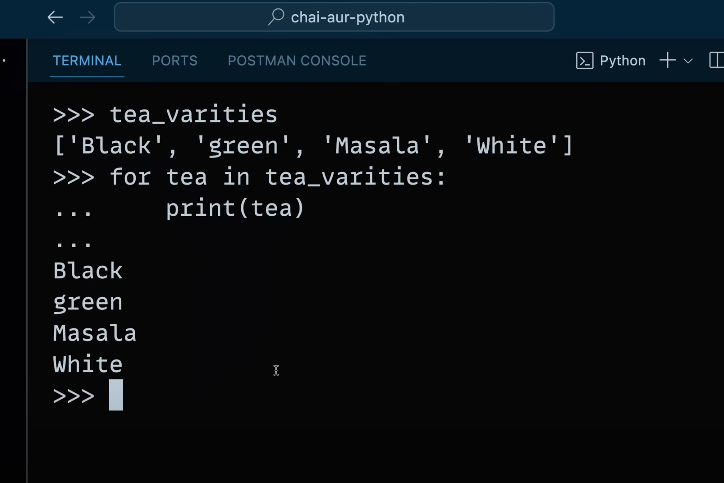 chai-aur-python
TERMINAL PORTS POSTMAN CONSOLE Python
>>> tea_varities
['Black', 'green', 'Masala', 'White']
>>> for tea in tea_varities:
...     print(tea)
...
Black
green
Masala
White
>>>